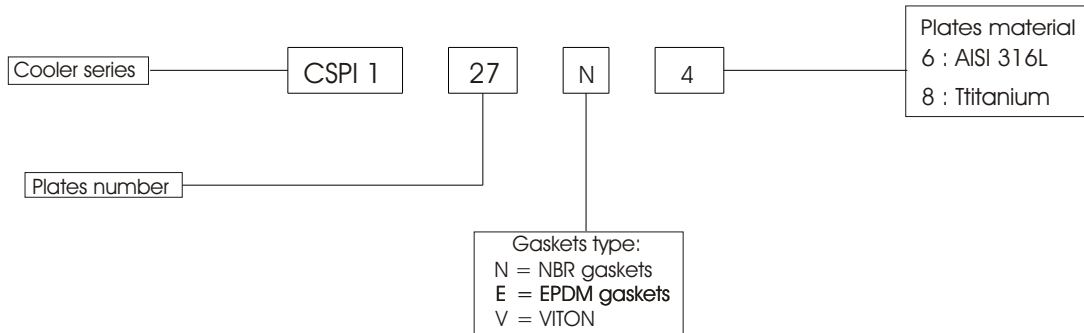 Plates material
6 : AISI 316L
8 : Ttitanium
Cooler series
CSPI 1
27
N
4
Plates number
Gaskets type:
N = NBR gaskets
E = EPDM gaskets
V = VITON